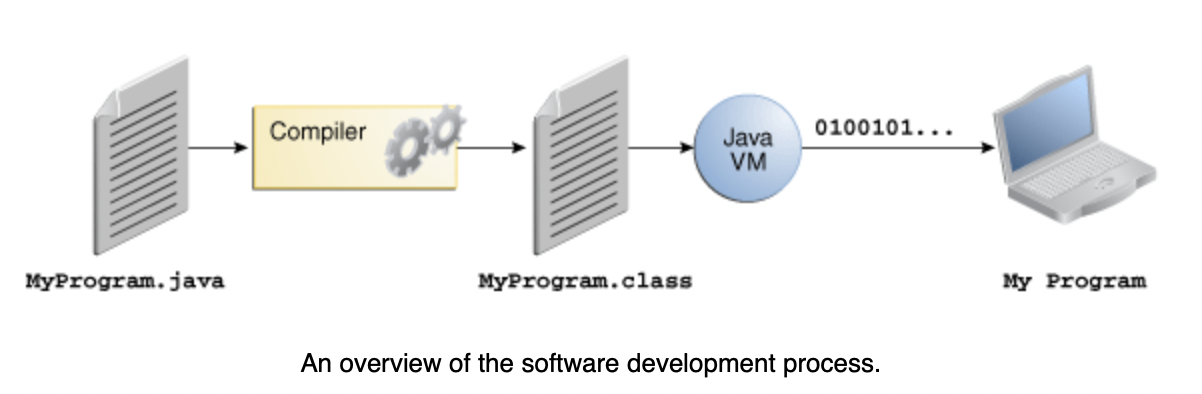 Compiler
Java
VM
0100101...
MyProgram.java
MyProgram.class
My Program
An overview of the software development process.